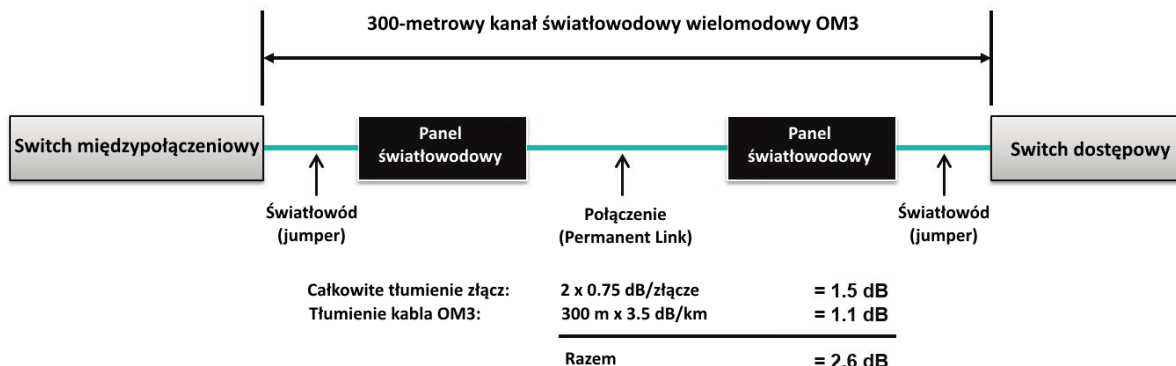 300-metrowy kanał światłowodowy wielomodowy OM3
Switch międzypołączeniowy
Panel
światłowodowy
Panel
światłowodowy
Switch dostępowy
Światłowód
(jumper)
Połączenie
(Permanent Link)
Światłowód
(jumper)
Całkowite tłumienie złącz: 2 x 0.75 dB/złącze = 1.5 dB
Tłumienie kabla OM3: 300 m x 3.5 dB/km = 1.1 dB
Razem = 2.6 dB